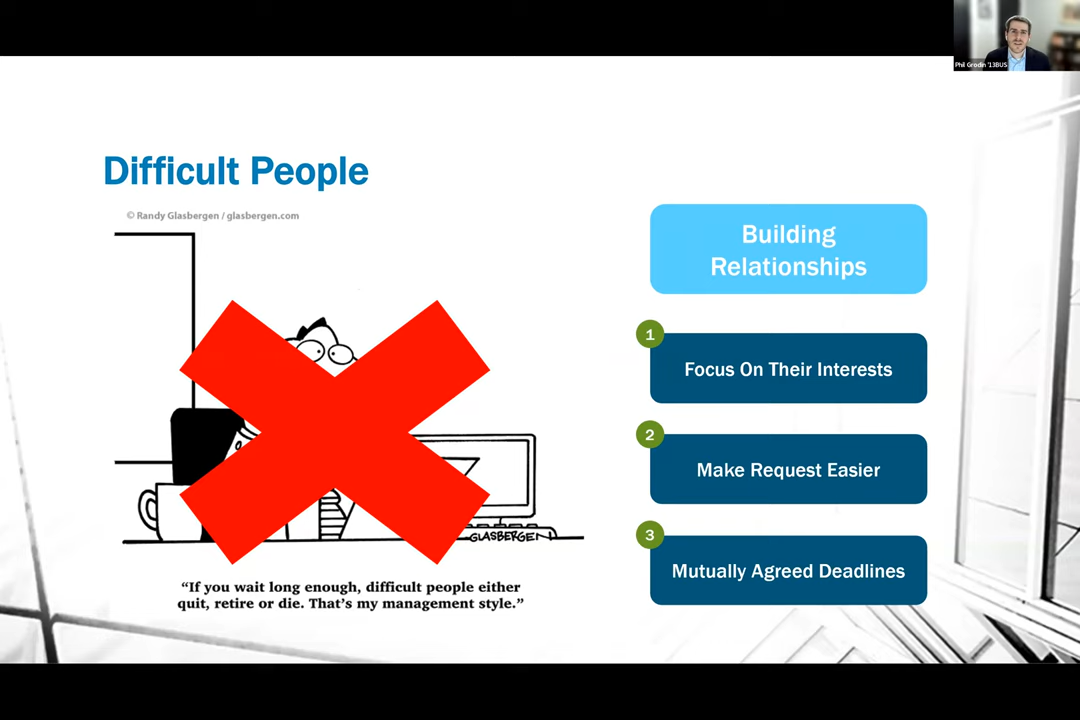 Phil Grodin '13BUS
Difficult People
© Randy Glasbergen / glasbergen.com
GLASBERGEN
“If you wait long enough, difficult people either
quit, retire or die. That’s my management style.”
Building
Relationships
1
Focus On Their Interests
2
Make Request Easier
3
Mutually Agreed Deadlines